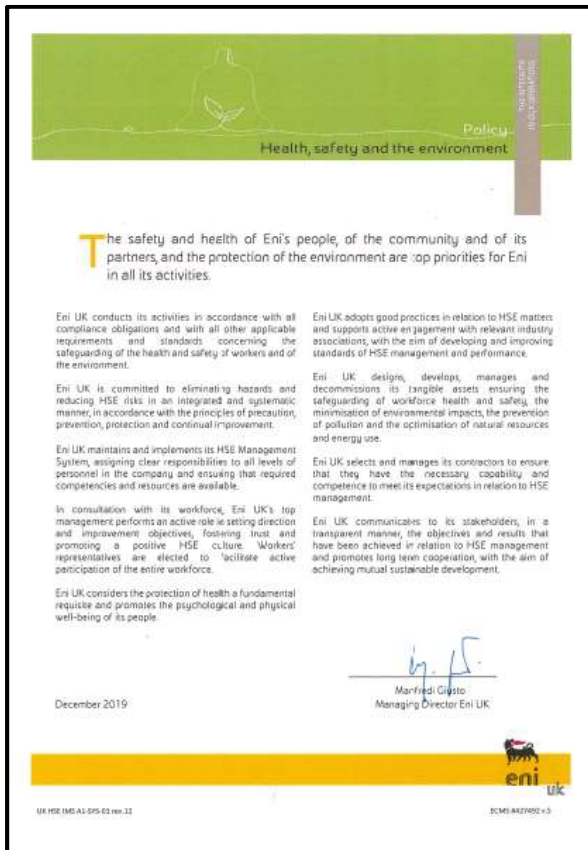 THE INTEGRITY
IN OUR OPERATIONS
Policy
Health, safety and the environment
The safety and health of Eni's people, of the community and of its
partners, and the protection of the environment are top priorities for Eni
in all its activities.
Eni UK conducts its activities in accordance with all
compliance obligations and with all other applicable
requirements and standards concerning the
safeguarding of the health and safety of workers and of
the environment.
Eni UK is committed to eliminating hazards and
reducing HSE risks in an integrated and systematic
manner, in accordance with the principles of precaution,
prevention, protection and continual improvement.
Eni UK maintains and implements its HSE Management
System, assigning clear responsibilities to all levels of
personnel in the company and ensuring that required
competencies and resources are available.
In consultation with its workforce, Eni UK's top
management performs an active role in setting direction
and improvement objectives, fostering trust and
promoting a positive HSE culture. Workers'
representatives are elected to facilitate active
participation of the entire workforce.
Eni UK considers the protection of health a fundamental
requisite and promotes the psychological and physical
well-being of its people.
Eni UK adopts good practices in relation to HSE matters
and supports active engagement with relevant industry
associations, with the aim of developing and improving
standards of HSE management and performance.
Eni UK designs, develops, manages and
decommissions its tangible assets ensuring the
safeguarding of workforce health and safety, the
minimisation of environmental impacts, the prevention
of pollution and the optimisation of natural resources
and energy use.
Eni UK selects and manages its contractors to ensure
that they have the necessary capability and
competence to meet its expectations in relation to HSE
management.
Eni UK communicates to its stakeholders, in a
transparent manner, the objectives and results that
have been achieved in relation to HSE management
and promotes long term cooperation, with the aim of
achieving mutual sustainable development.
December 2019
Manfredi Giusto
Managing Director Eni UK
eni
uk
UK HSE IMS A1-SPS-01 rev.12
ECMS #427492 v.5